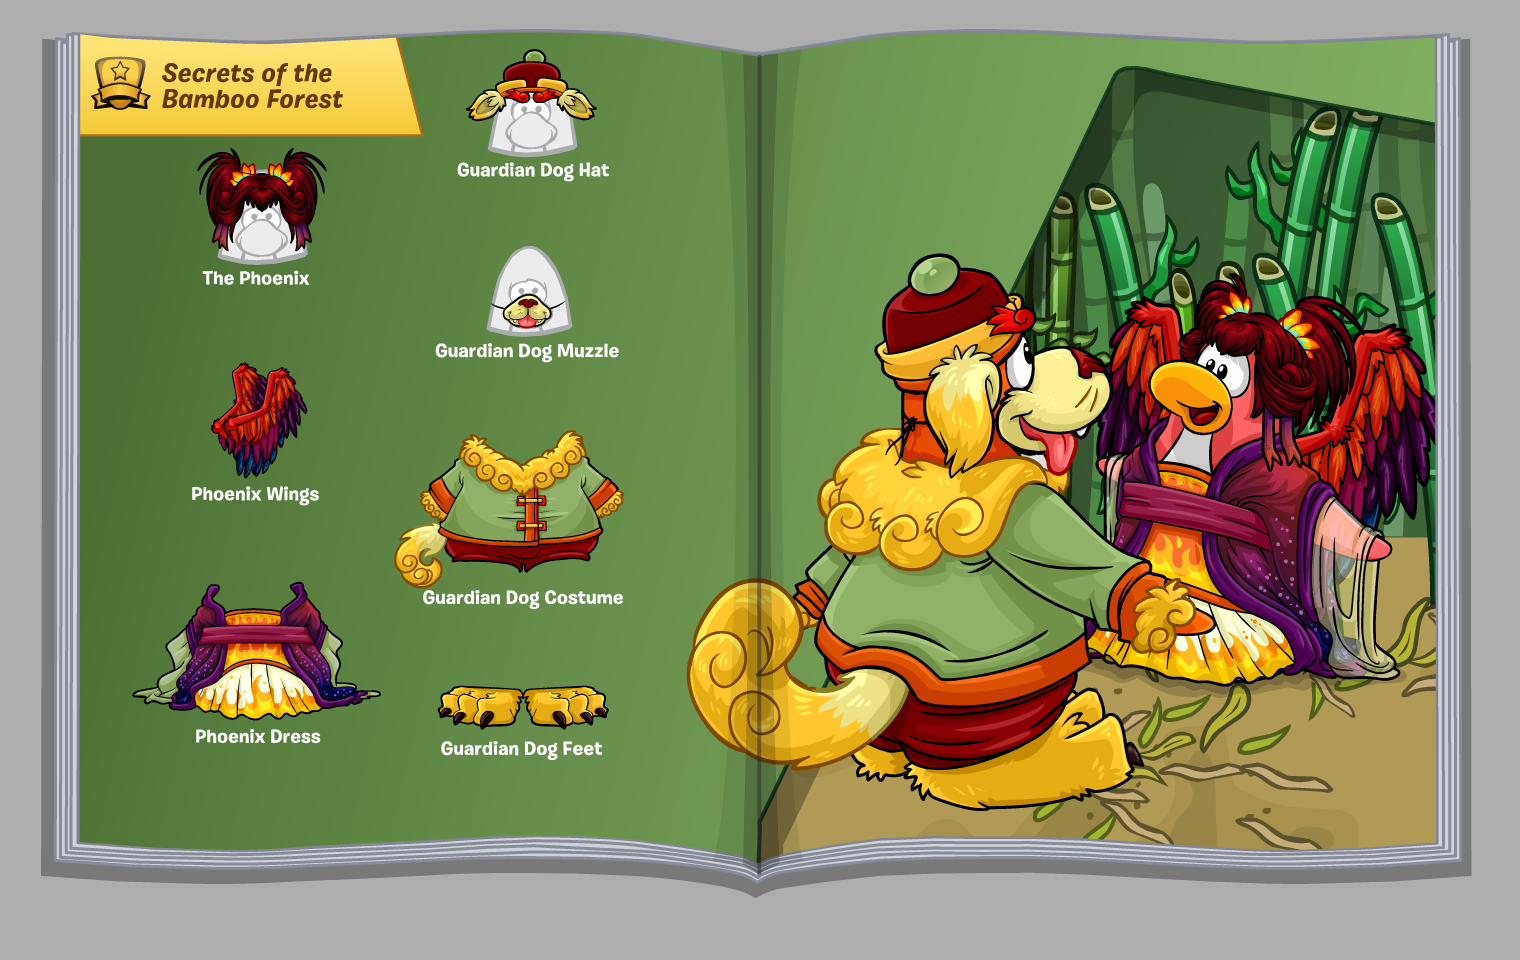 Secrets of the
Bamboo Forest
The Phoenix
Phoenix Wings
Phoenix Dress
Guardian Dog Hat
Guardian Dog Muzzle
Guardian Dog Costume
Guardian Dog Feet